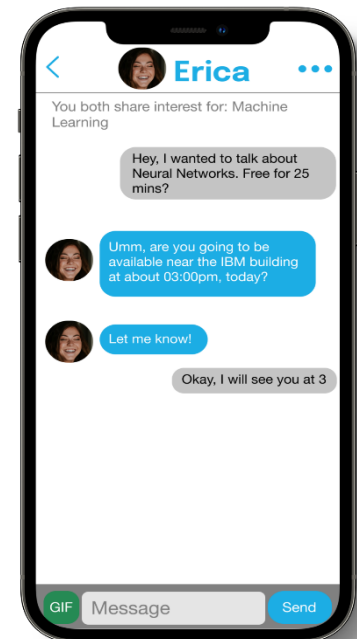 Erica
You both share interest for: Machine
Learning
Hey, I wanted to talk about
Neural Networks. Free for 25
mins?
Umm, are you going to be
available near the IBM building
at about 03:00pm, today?
Let me know!
Okay, I will see you at 3
GIF
Message
Send